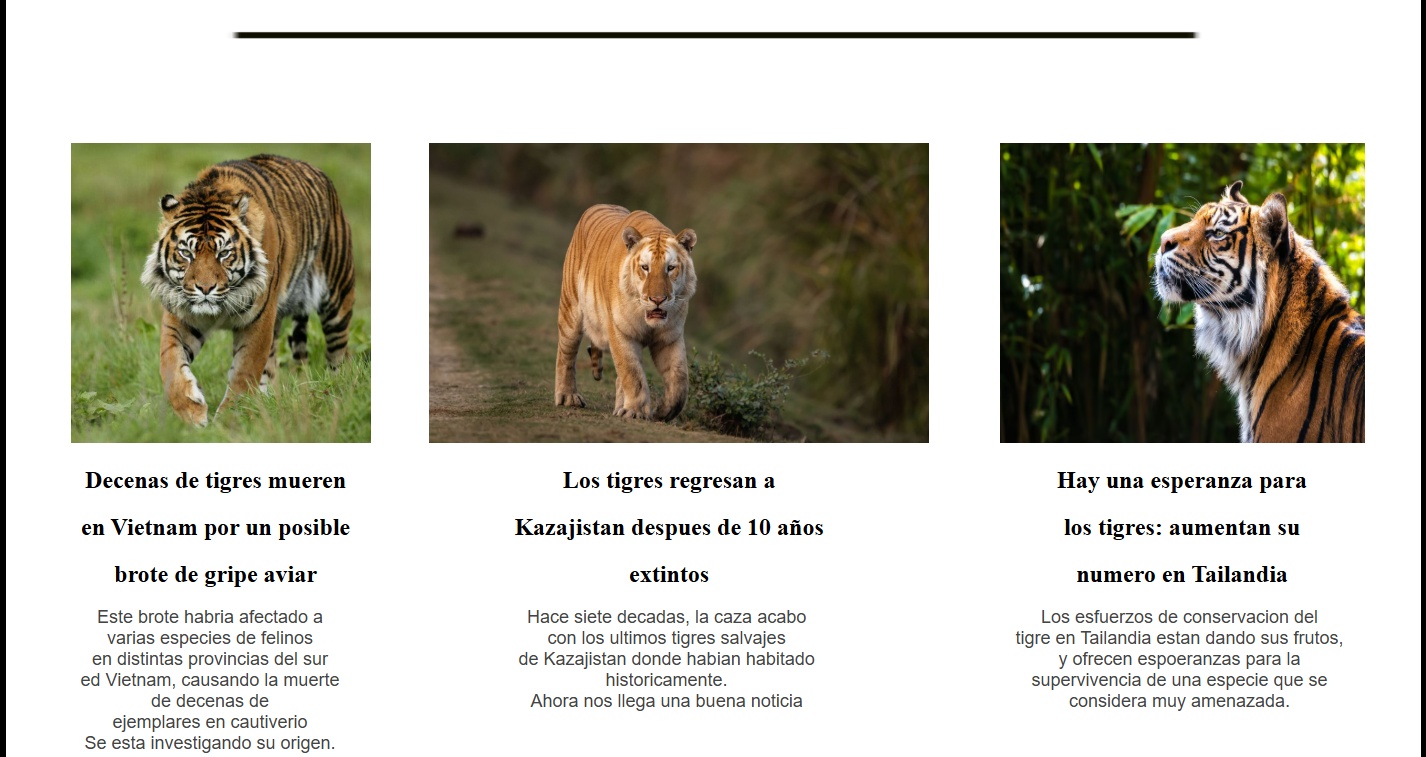 Decenas de tigres mueren
en Vietnam por un posible
brote de gripe aviar
Este brote habria afectado a
varias especies de felinos
en distintas provincias del sur
ed Vietnam, causando la muerte
de decenas de
ejemplares en cautiverio
Se esta investigando su origen.
Los tigres regresan a
Kazajistan despues de 10 años
extintos
Hace siete decadas, la caza acabo
con los ultimos tigres salvajes
de Kazajistan donde habian habitado
historicamente.
Ahora nos llega una buena noticia
Hay una esperanza para
los tigres: aumentan su
numero en Tailandia
Los esfuerzos de conservacion del
tigre en Tailandia estan dando sus frutos,
y ofrecen espoeranzas para la
supervivencia de una especie que se
considera muy amenazada.